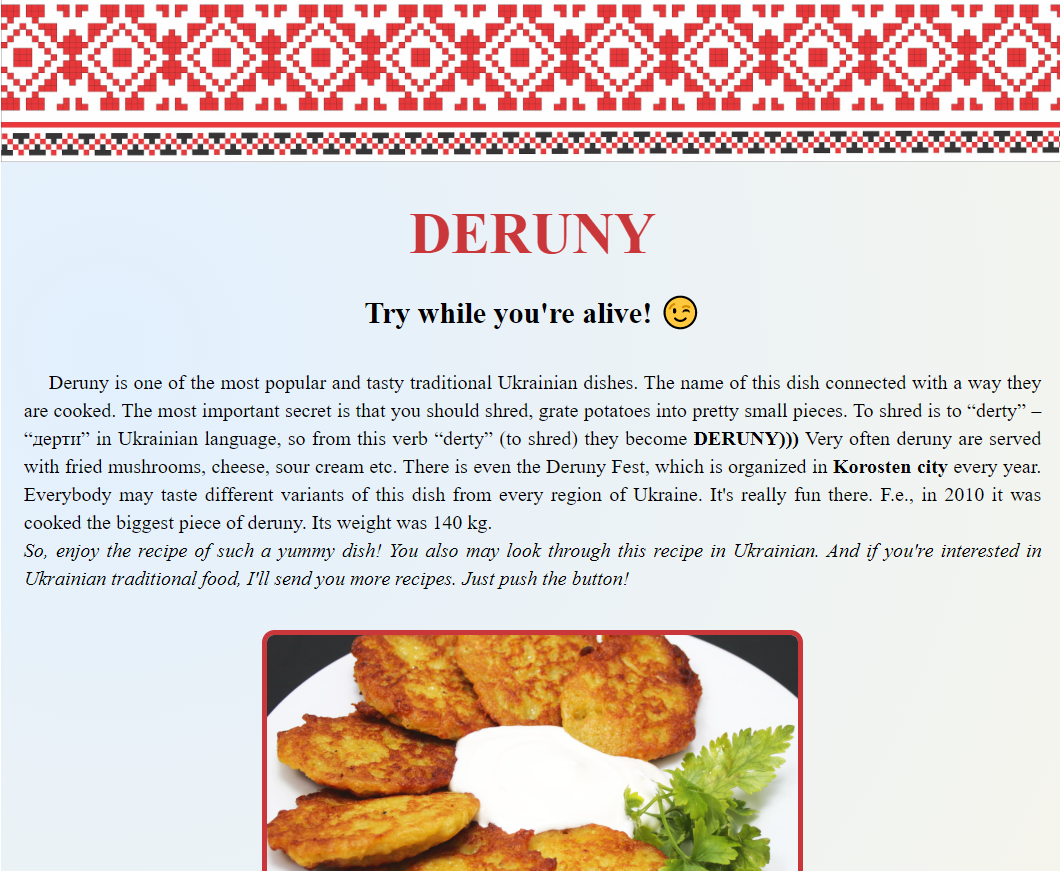 DERUNY
Try while you're alive! 😉
Deruny is one of the most popular and tasty traditional Ukrainian dishes. The name of this dish connected with a way they
are cooked. The most important secret is that you should shred, grate potatoes into pretty small pieces. To shred is to “derty” –
“дерти” in Ukrainian language, so from this verb “derty” (to shred) they become DERUNY))) Very often deruny are served
with fried mushrooms, cheese, sour cream etc. There is even the Deruny Fest, which is organized in Korosten city every year.
Everybody may taste different variants of this dish from every region of Ukraine. It's really fun there. F.e., in 2010 it was
cooked the biggest piece of deruny. Its weight was 140 kg.
So, enjoy the recipe of such a yummy dish! You also may look through this recipe in Ukrainian. And if you're interested in
Ukrainian traditional food, I'll send you more recipes. Just push the button!